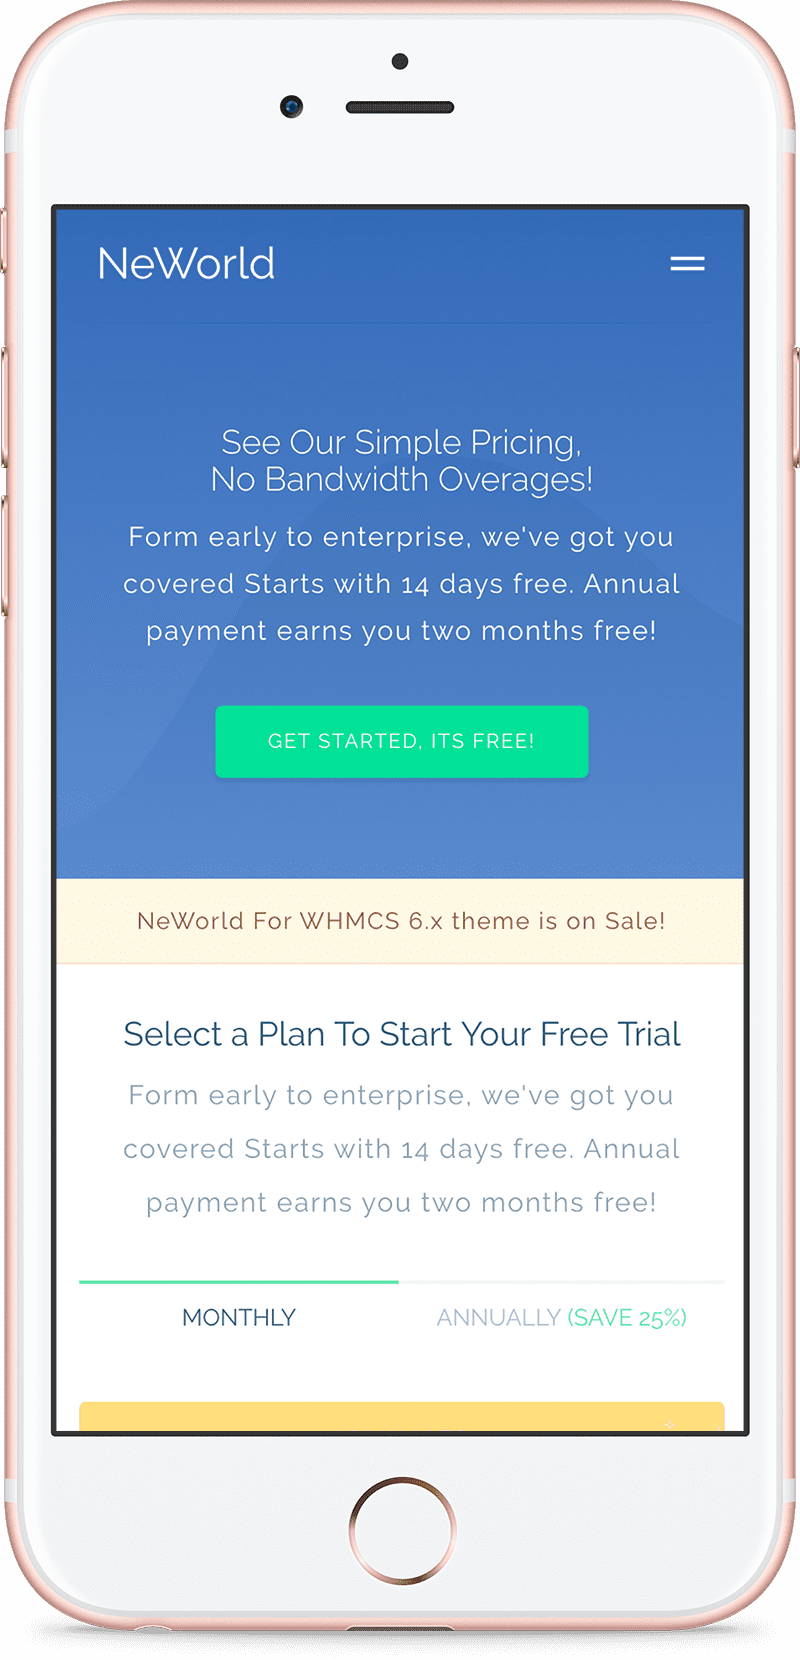 NeWorld
See Our Simple Pricing,
No Bandwidth Overages!
Form early to enterprise, we've got you
covered Starts with 14 days free. Annual
payment earns you two months free!
GET STARTED, ITS FREE!
NeWorld For WHMCS 6.x theme is on Sale!
Select a Plan To Start Your Free Trial
Form early to enterprise, we've got you
covered Starts with 14 days free. Annual
payment earns you two months free!
MONTHLY
ANNUALLY (SAVE 25%)